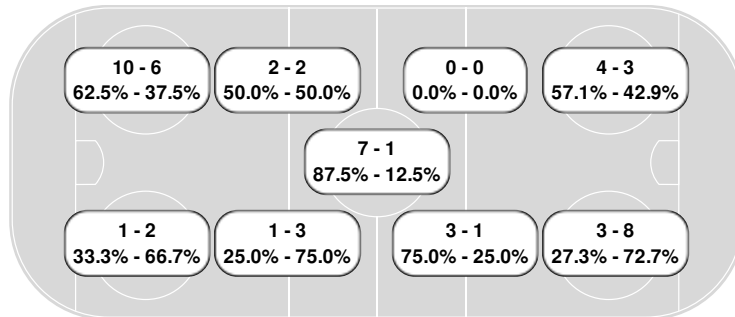 10 - 6
62.5% - 37.5%
2 - 2
50.0% - 50.0%
0 - 0
0.0% - 0.0%
4 - 3
57.1% - 42.9%
7 - 1
87.5% - 12.5%
1 - 2
33.3% - 66.7%
1 - 3
25.0% - 75.0%
3 - 1
75.0% - 25.0%
3 - 8
27.3% - 72.7%